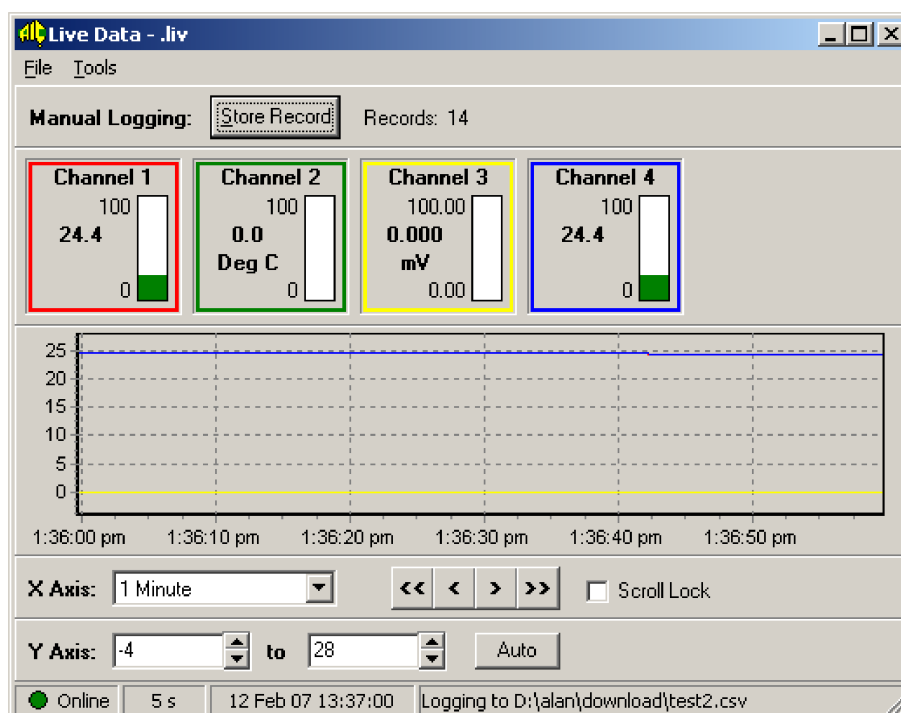 Live Data - .liv
File Tools
Manual Logging: Store Record Records: 14
Channel 1 Channel 2 Channel 3 Channel 4
100 100 100.00 100
24.4 0.0 0.000 24.4
Deg C mV
0 0 0.00 0
25
20
15
10
5
0
1:36:00 pm 1:36:10 pm 1:36:20 pm 1:36:30 pm 1:36:40 pm 1:36:50 pm
X Axis: 1 Minute << < > >> Scroll Lock
Y Axis: -4 to 28 Auto
Online 5 s 12 Feb 07 13:37:00 Logging to D:\alan\download\test2.csv